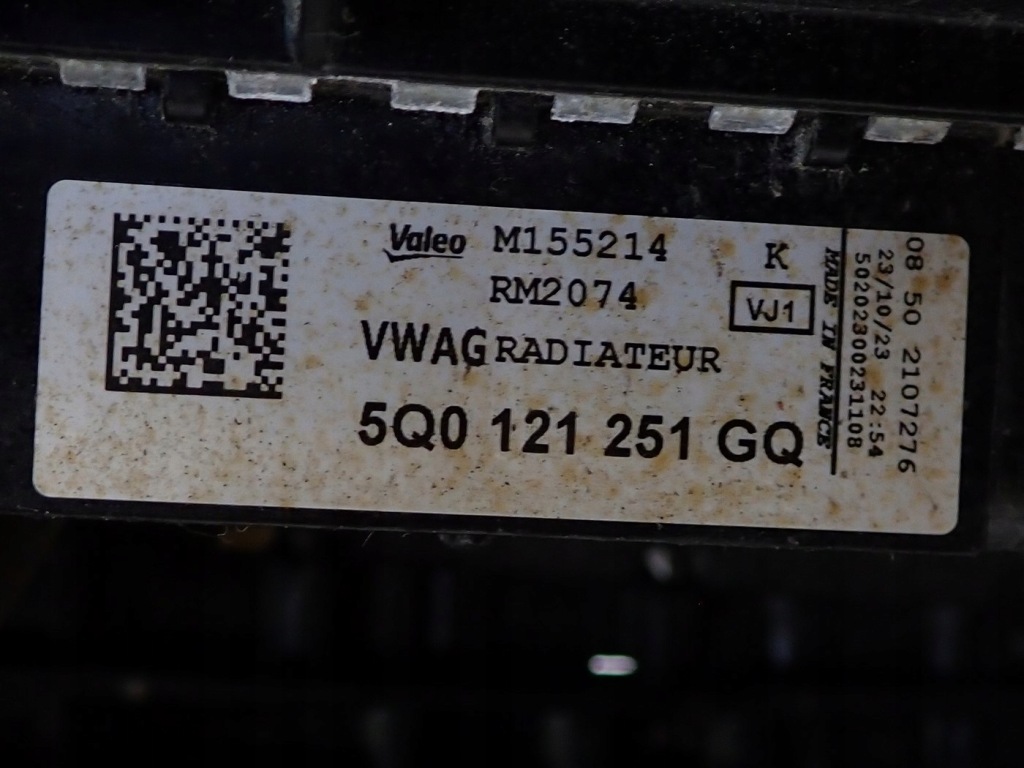 Valeo M155214 K
RM2074
VJ1
VWAG RADIATEUR
5Q0 121 251 GQ
MADE IN FRANCE
08 50 2107276
23/10/23 22:54
50202300231108